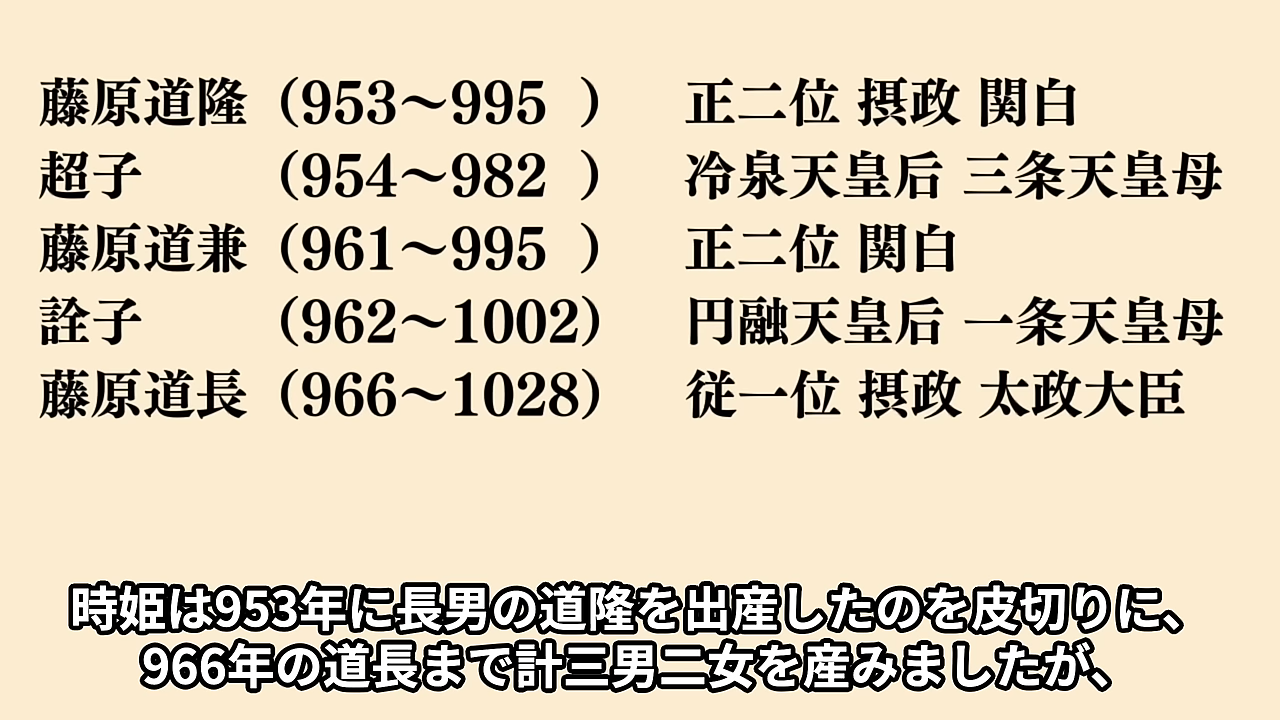 藤原道隆（953〜995 ） 正二位 摂政 関白
超子 （954〜982 ） 冷泉天皇后 三条天皇母
藤原道兼（961〜995 ） 正二位 関白
詮子 （962〜1002） 円融天皇后 一条天皇母
藤原道長（966〜1028） 従一位 摂政 太政大臣
時姫は953年に長男の道隆を出産したのを皮切りに、
966年の道長まで計三男二女を産みましたが、